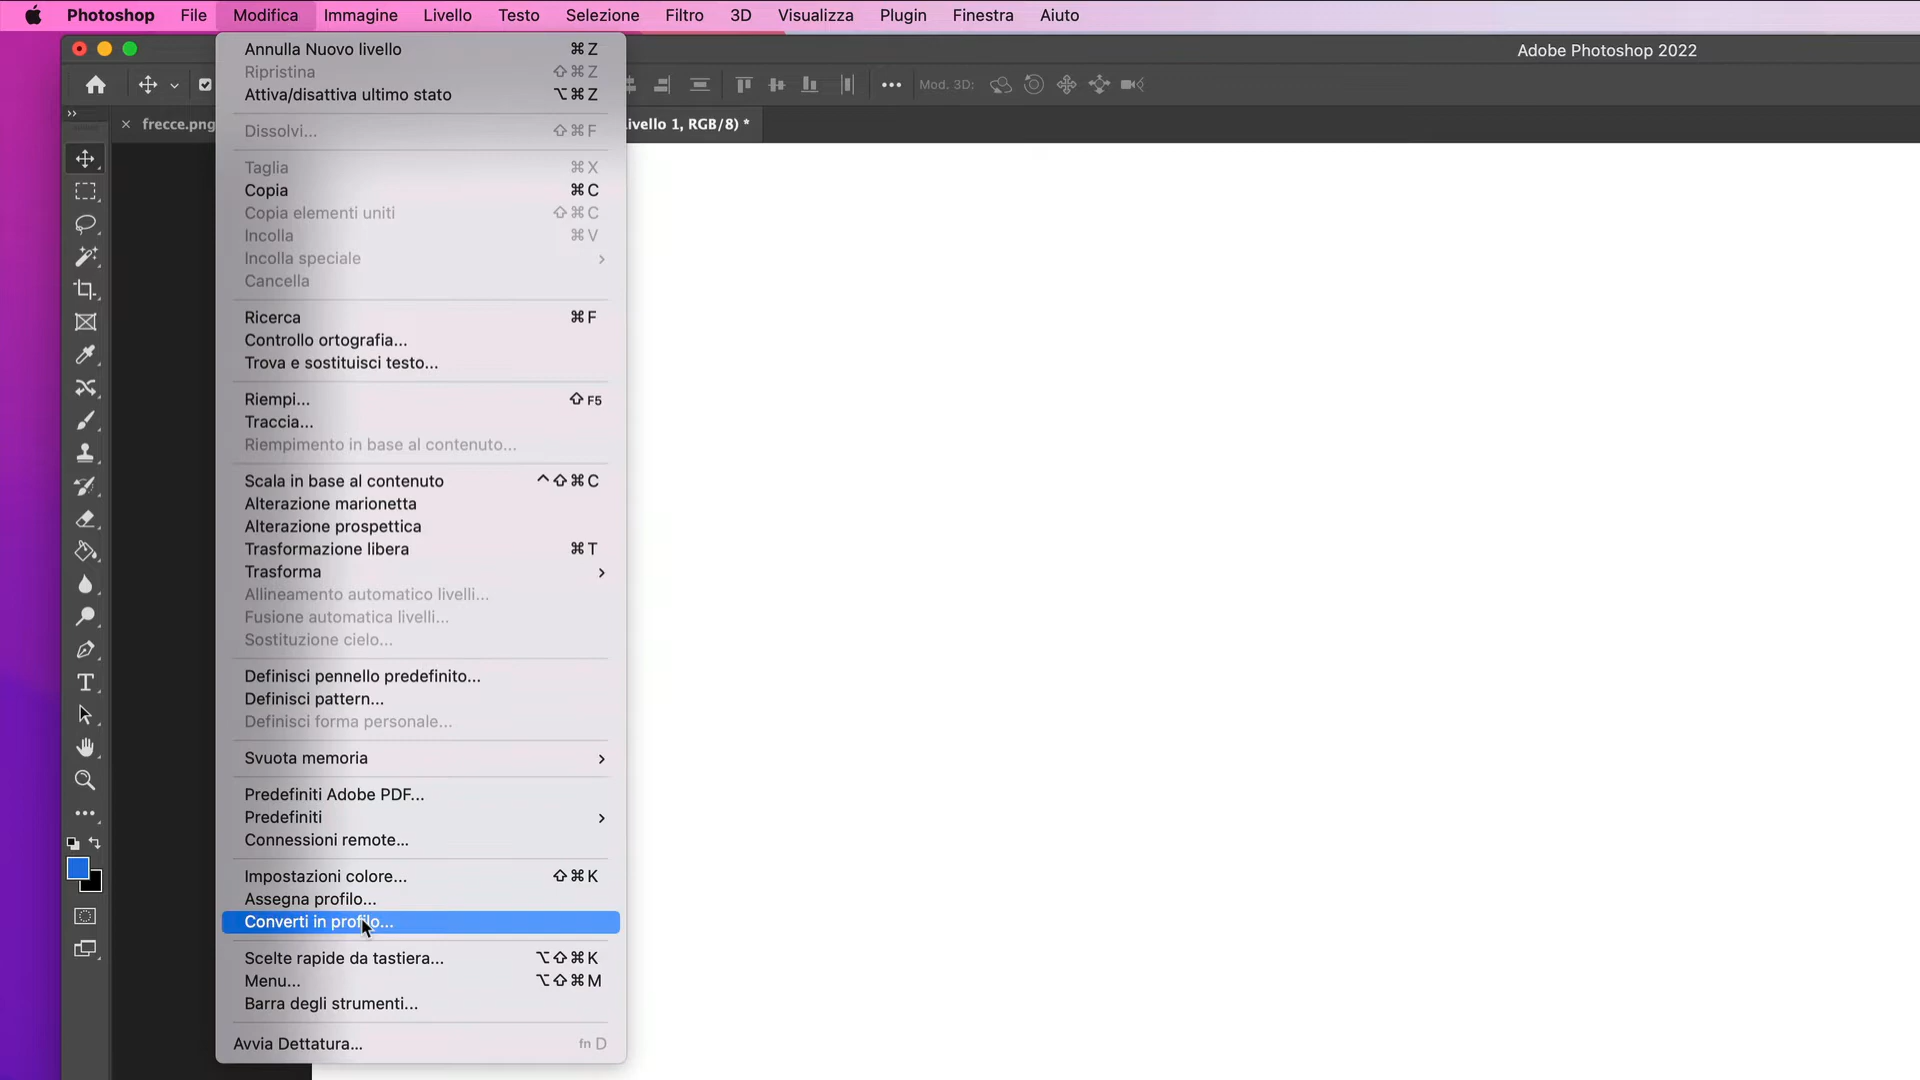 Photoshop File Modifica Immagine Livello Testo Selezione Filtro 3D Visualizza Plugin Finestra Aiuto
Adobe Photoshop 2022
Mod. 3D:
frecce.png
ivello 1, RGB/8) *
Annulla Nuovo livello ⌘ Z
Ripristina ⇧ ⌘ Z
Attiva/disattiva ultimo stato ⌥ ⌘ Z
Dissolvi... ⇧ ⌘ F
Taglia ⌘ X
Copia ⌘ C
Copia elementi uniti ⇧ ⌘ C
Incolla ⌘ V
Incolla speciale
Cancella
Ricerca ⌘ F
Controllo ortografia...
Trova e sostituisci testo...
Riempi... ⇧ F5
Traccia...
Riempimento in base al contenuto...
Scala in base al contenuto ^ ⇧ ⌘ C
Alterazione marionetta
Alterazione prospettica
Trasformazione libera ⌘ T
Trasforma
Allineamento automatico livelli...
Fusione automatica livelli...
Sostituzione cielo...
Definisci pennello predefinito...
Definisci pattern...
Definisci forma personale...
Svuota memoria
Predefiniti Adobe PDF...
Predefiniti
Connessioni remote...
Impostazioni colore... ⇧ ⌘ K
Assegna profilo...
Converti in profilo...
Scelte rapide da tastiera... ⌥ ⇧ ⌘ K
Menu... ⌥ ⇧ ⌘ M
Barra degli strumenti...
Avvia Dettatura... fn D